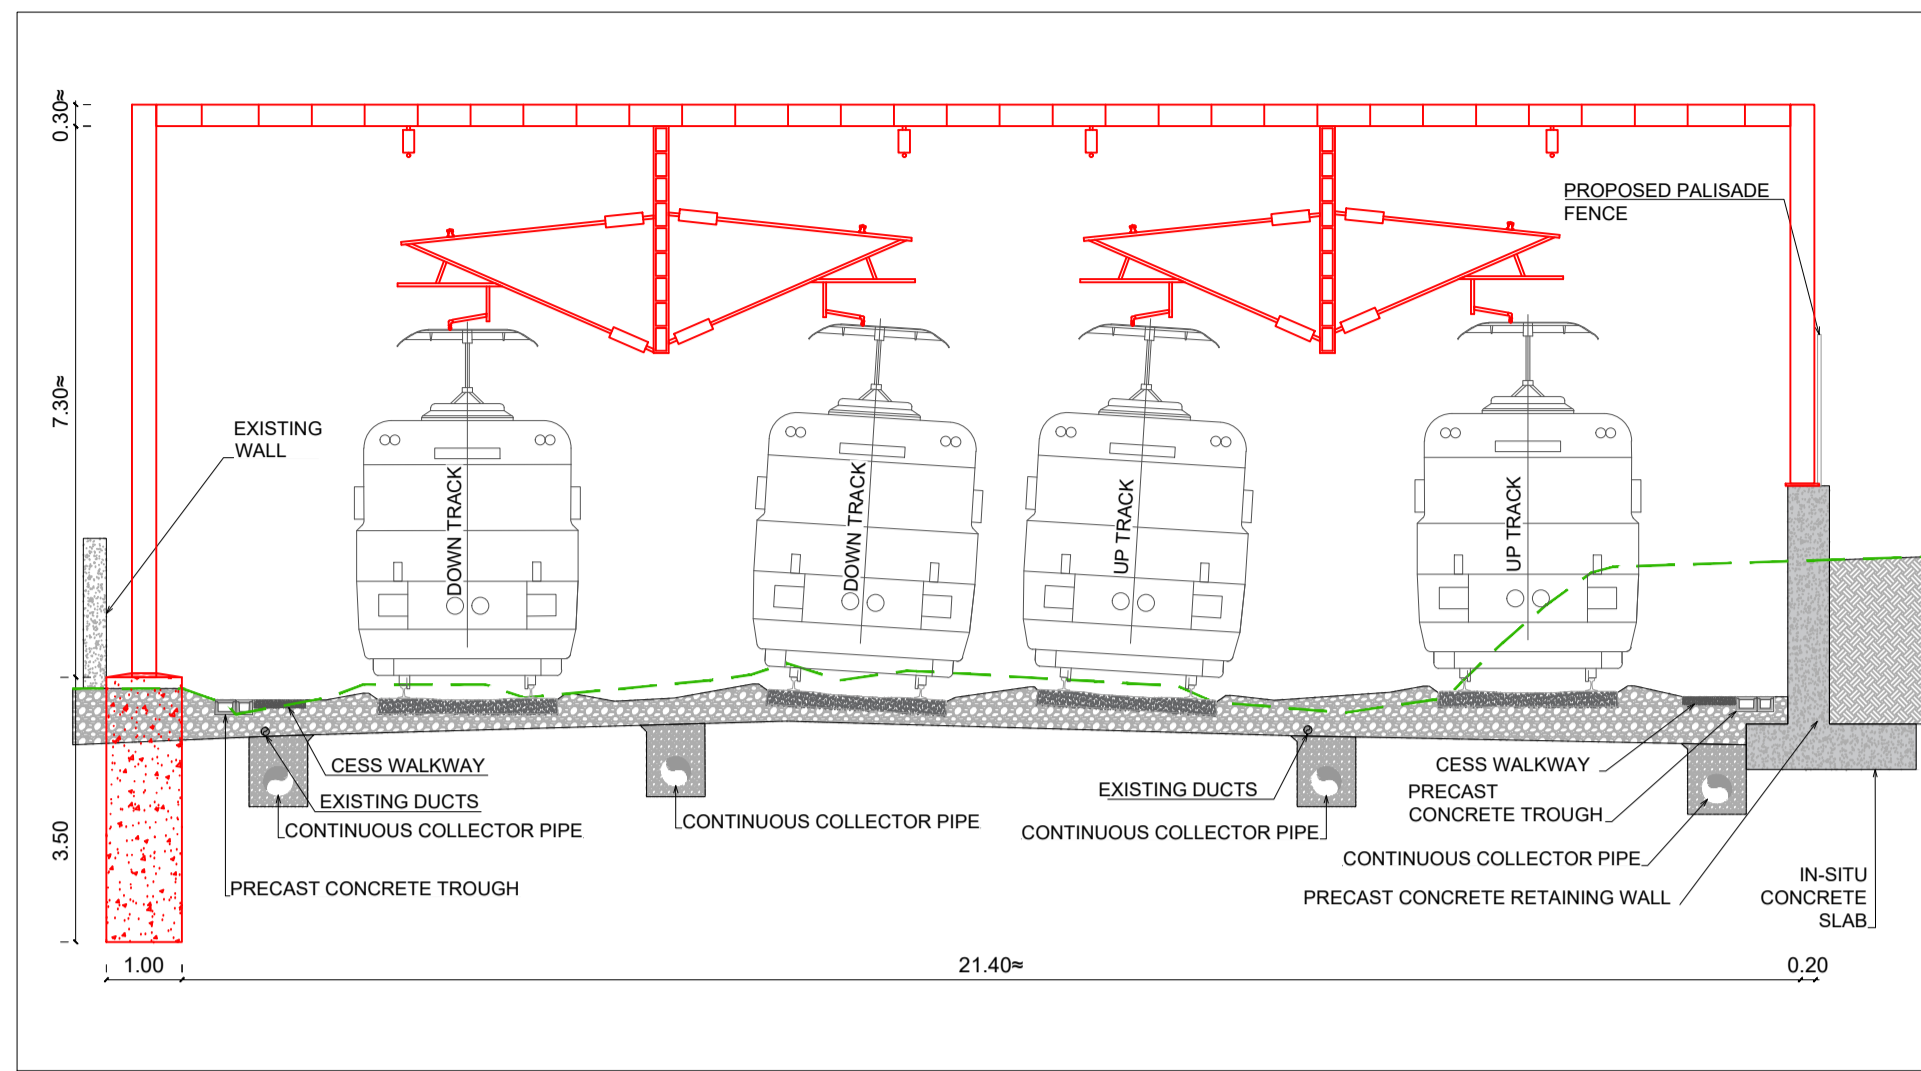 0.30≈
PROPOSED PALISADE
FENCE
7.30≈
EXISTING
WALL
DOWN TRACK
DOWN TRACK
UP TRACK
UP TRACK
CESS WALKWAY
EXISTING DUCTS
CONTINUOUS COLLECTOR PIPE
CONTINUOUS COLLECTOR PIPE
EXISTING DUCTS
CONTINUOUS COLLECTOR PIPE
CESS WALKWAY
PRECAST
CONCRETE TROUGH
CONTINUOUS COLLECTOR PIPE
3.50
PRECAST CONCRETE TROUGH
PRECAST CONCRETE RETAINING WALL
IN-SITU
CONCRETE
SLAB
1.00
21.40≈
0.20